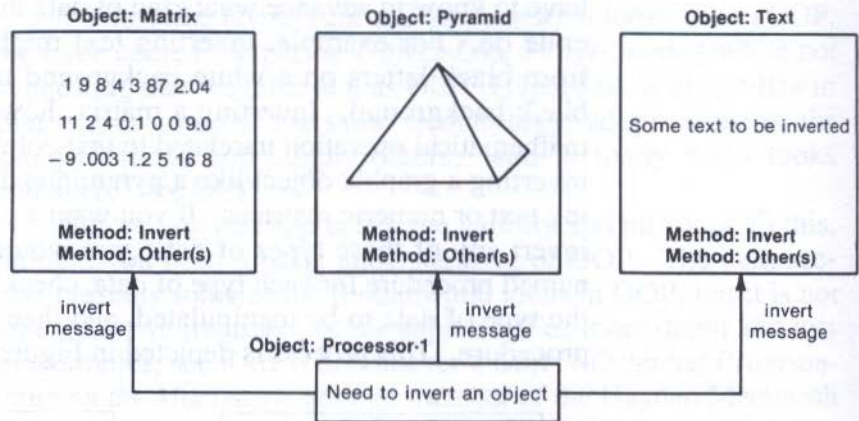 Object: Matrix
1 9 8.4 3 87 2.04
11 2 4 0.1 0 0 9.0
– 9 .003 1.2 5 16 8
Method: Invert
Method: Other(s)
Object: Pyramid
Method: Invert
Method: Other(s)
Object: Text
Some text to be inverted
Method: Invert
Method: Other(s)
invert
message
invert
message
invert
message
Object: Processor·1
Need to invert an object